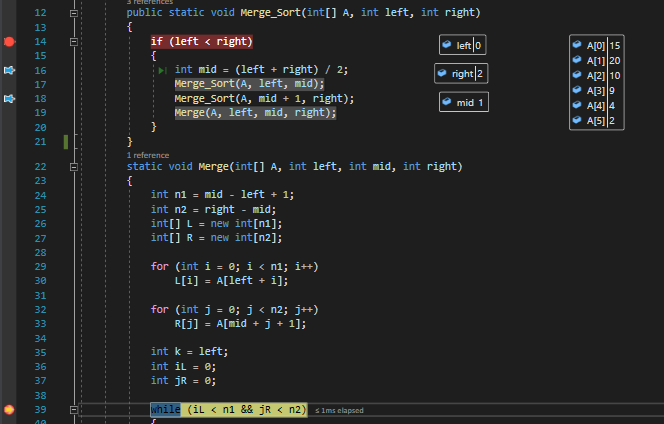 3 references
12 public static void Merge_Sort(int[] A, int left, int right)
13 {
14 if (left < right)
left 0
A[0] 15
15 {
A[1] 20
16 int mid = (left + right) / 2;
right 2
A[2] 10
17 Merge_Sort(A, left, mid);
A[3] 9
18 Merge_Sort(A, mid + 1, right);
mid 1
A[4] 4
19 Merge(A, left, mid, right);
A[5] 2
20 }
21 }
1 reference
22 static void Merge(int[] A, int left, int mid, int right)
23 {
24 int n1 = mid - left + 1;
25 int n2 = right - mid;
26 int[] L = new int[n1];
27 int[] R = new int[n2];
28
29 for (int i = 0; i < n1; i++)
30 L[i] = A[left + i];
31
32 for (int j = 0; j < n2; j++)
33 R[j] = A[mid + j + 1];
34
35 int k = left;
36 int iL = 0;
37 int jR = 0;
38
39 while (iL < n1 && jR < n2) ≤ 1ms elapsed
40 {